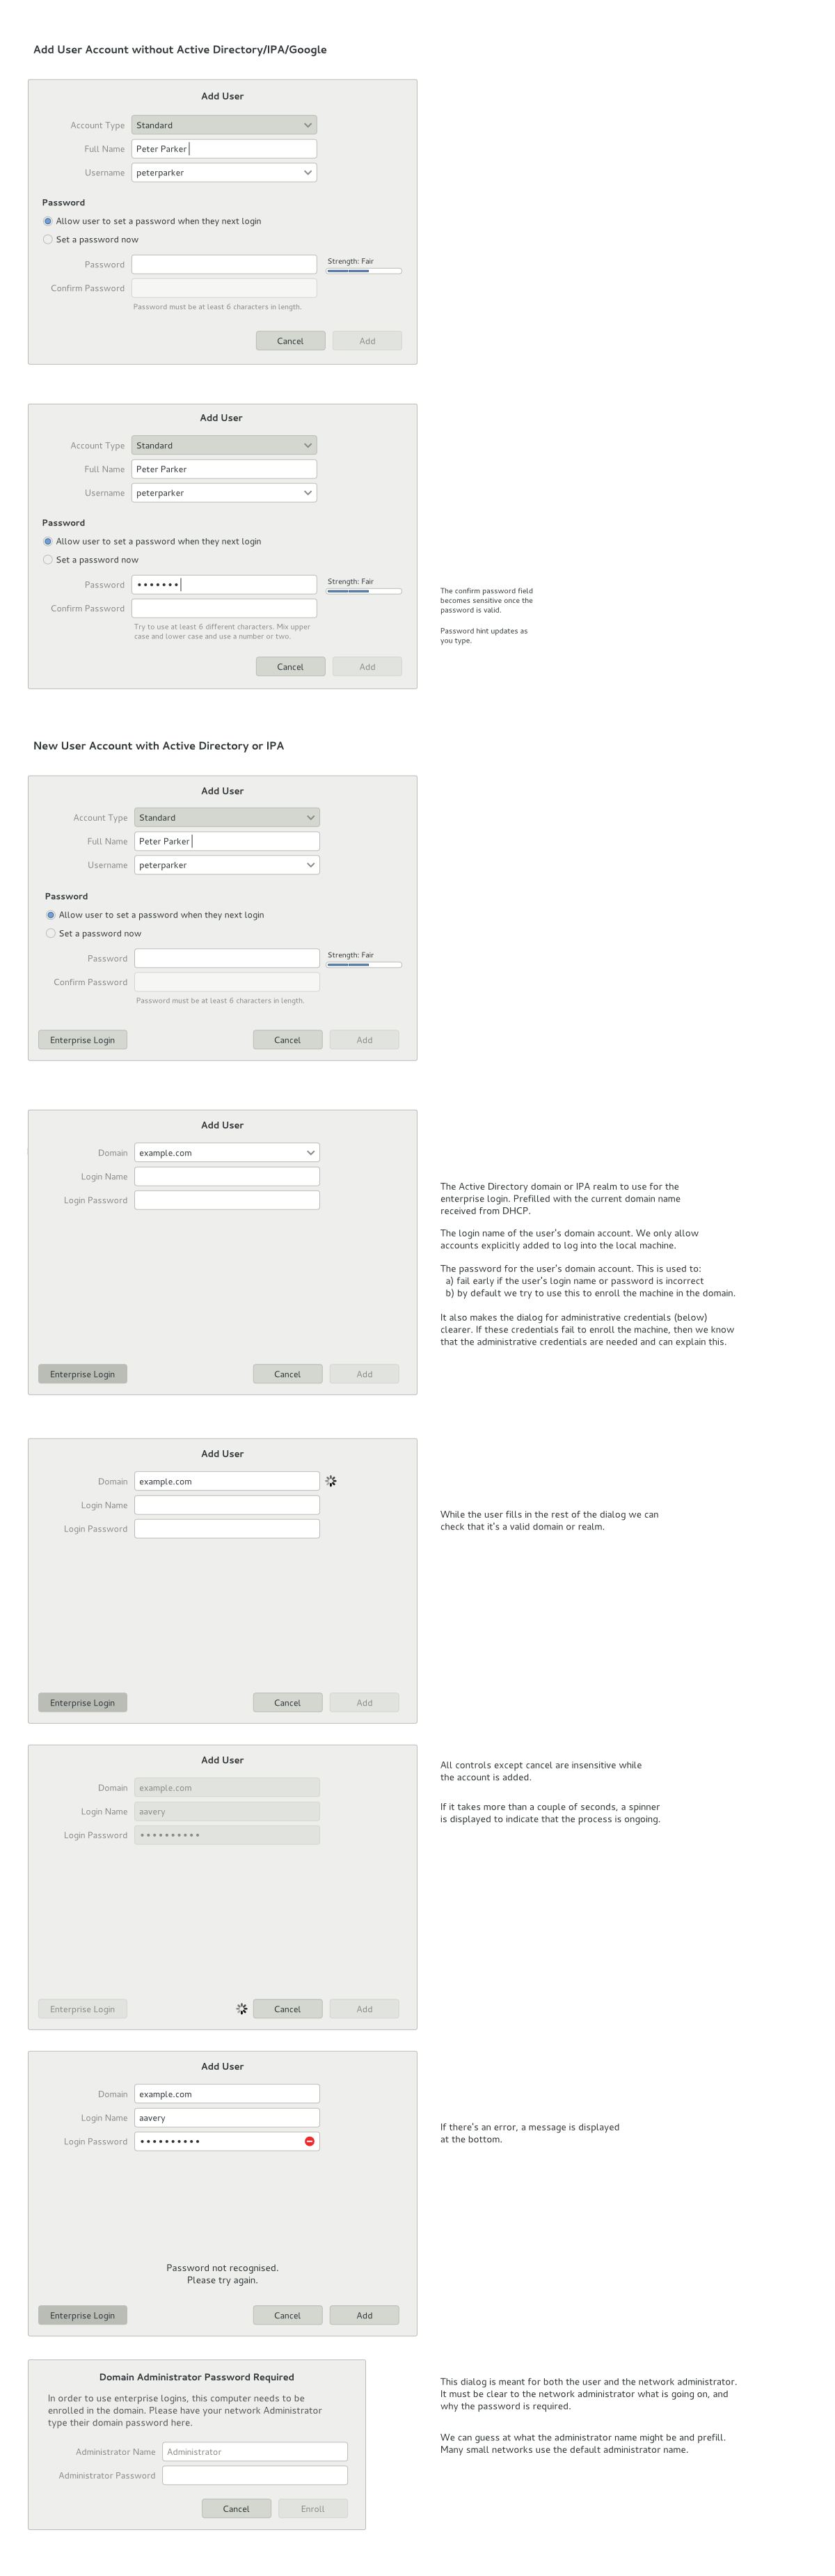 Add User Account without Active Directory/IPA/Google
Add User
Account Type Standard
Full Name Peter Parker
Username peterparker
Password
Allow user to set a password when they next login
Set a password now
Password Strength: Fair
Confirm Password
Password must be at least 6 characters in length.
Cancel Add
Add User
Account Type Standard
Full Name Peter Parker
Username peterparker
Password
Allow user to set a password when they next login
Set a password now
Password ••••••• Strength: Fair
Confirm Password
Try to use at least 6 different characters. Mix upper
case and lower case and use a number or two.
Cancel Add
The confirm password field
becomes sensitive once the
password is valid.
Password hint updates as
you type.
New User Account with Active Directory or IPA
Add User
Account Type Standard
Full Name Peter Parker
Username peterparker
Password
Allow user to set a password when they next login
Set a password now
Password Strength: Fair
Confirm Password
Password must be at least 6 characters in length.
Enterprise Login Cancel Add
Add User
Domain example.com
Login Name
Login Password
Enterprise Login Cancel Add
The Active Directory domain or IPA realm to use for the
enterprise login. Prefilled with the current domain name
received from DHCP.
The login name of the user's domain account. We only allow
accounts explicitly added to log into the local machine.
The password for the user's domain account. This is used to:
a) fail early if the user's login name or password is incorrect
b) by default we try to use this to enroll the machine in the domain.
It also makes the dialog for administrative credentials (below)
clearer. If these credentials fail to enroll the machine, then we know
that the administrative credentials are needed and can explain this.
Add User
Domain example.com
Login Name
Login Password
Enterprise Login Cancel Add
While the user fills in the rest of the dialog we can
check that it's a valid domain or realm.
Add User
Domain example.com
Login Name aavery
Login Password ••••••••••
Enterprise Login Cancel Add
All controls except cancel are insensitive while
the account is added.
If it takes more than a couple of seconds, a spinner
is displayed to indicate that the process is ongoing.
Add User
Domain example.com
Login Name aavery
Login Password ••••••••••
Password not recognised.
Please try again.
Enterprise Login Cancel Add
If there's an error, a message is displayed
at the bottom.
Domain Administrator Password Required
In order to use enterprise logins, this computer needs to be
enrolled in the domain. Please have your network Administrator
type their domain password here.
Administrator Name Administrator
Administrator Password
Cancel Enroll
This dialog is meant for both the user and the network administrator.
It must be clear to the network administrator what is going on, and
why the password is required.
We can guess at what the administrator name might be and prefill.
Many small networks use the default administrator name.